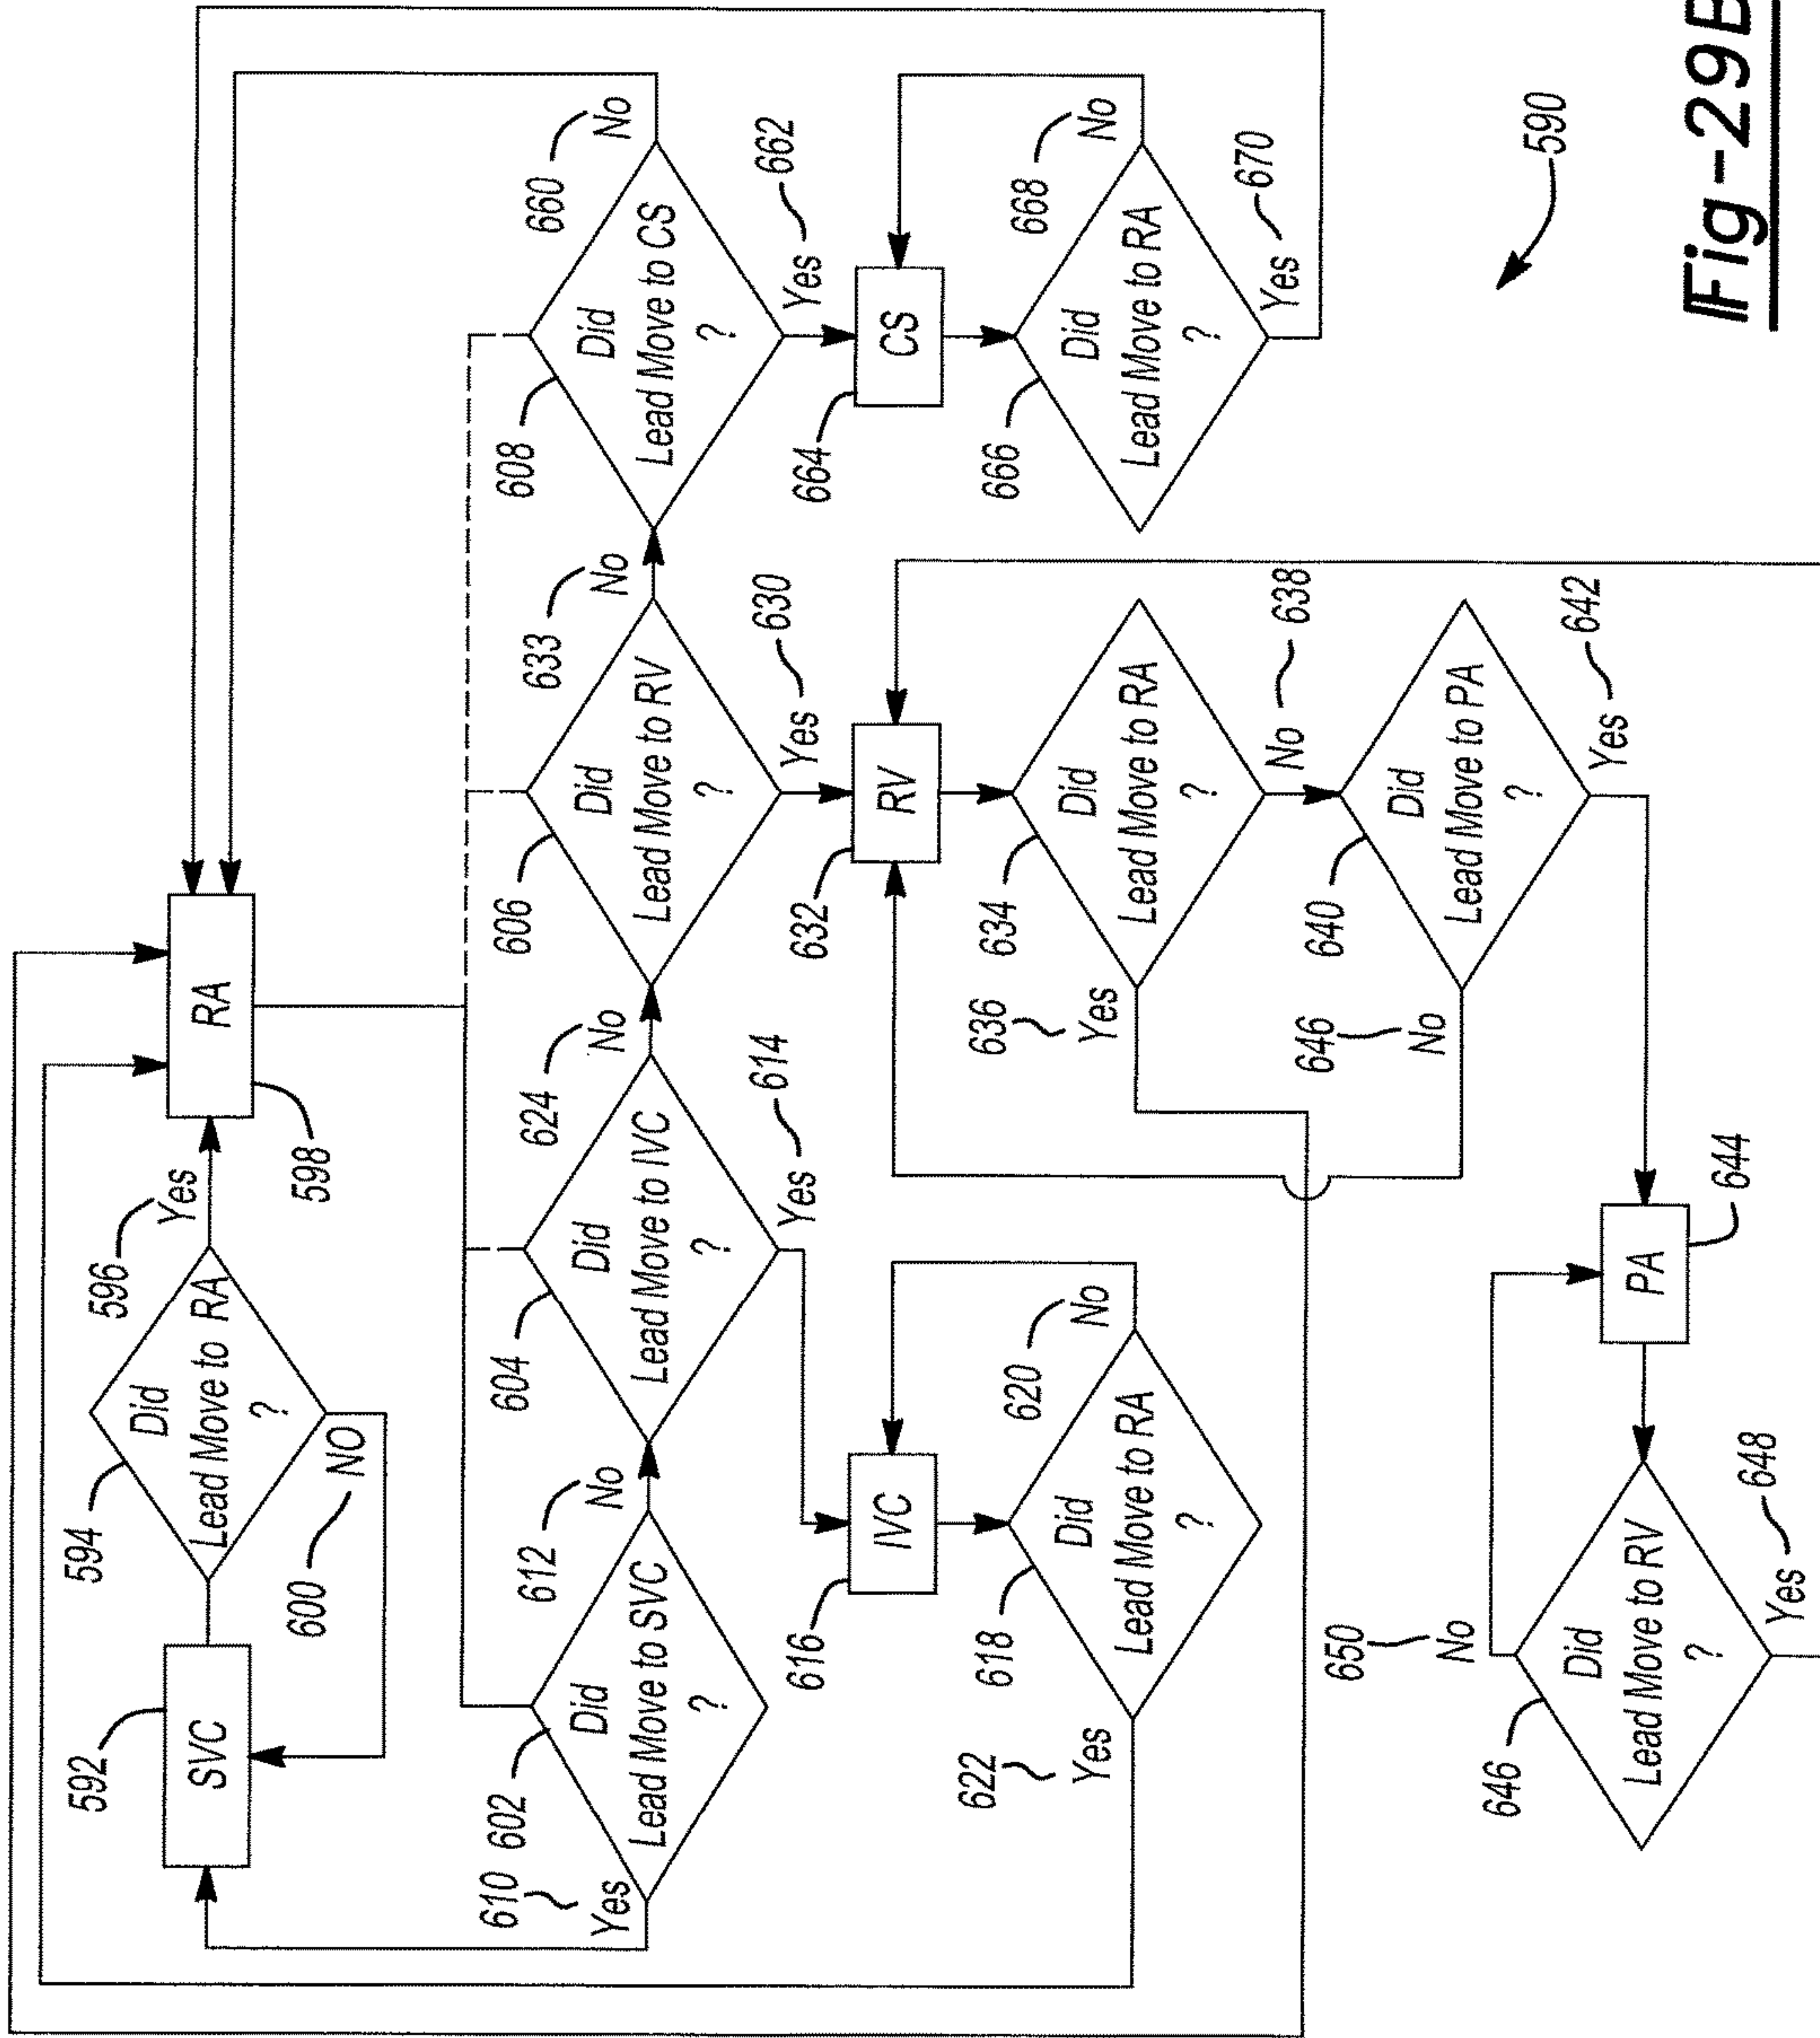 592
SVC
594
Did
Lead Move to RA
?
596
Yes
600
NO
RA
598
610
Yes
602
Did
Lead Move to SVC
?
612
No
604
Did
Lead Move to IVC
?
624
No
614
Yes
606
Did
Lead Move to RV
?
633
No
630
Yes
608
Did
Lead Move to CS
?
660
No
662
Yes
616
IVC
618
Did
Lead Move to RA
?
620
No
622
Yes
632
RV
634
Did
Lead Move to RA
?
636
Yes
638
No
640
Did
Lead Move to PA
?
646
No
642
Yes
664
CS
666
Did
Lead Move to RA
?
668
No
670
Yes
644
PA
646
Did
Lead Move to RV
?
650
No
648
Yes
590
Fig-29B